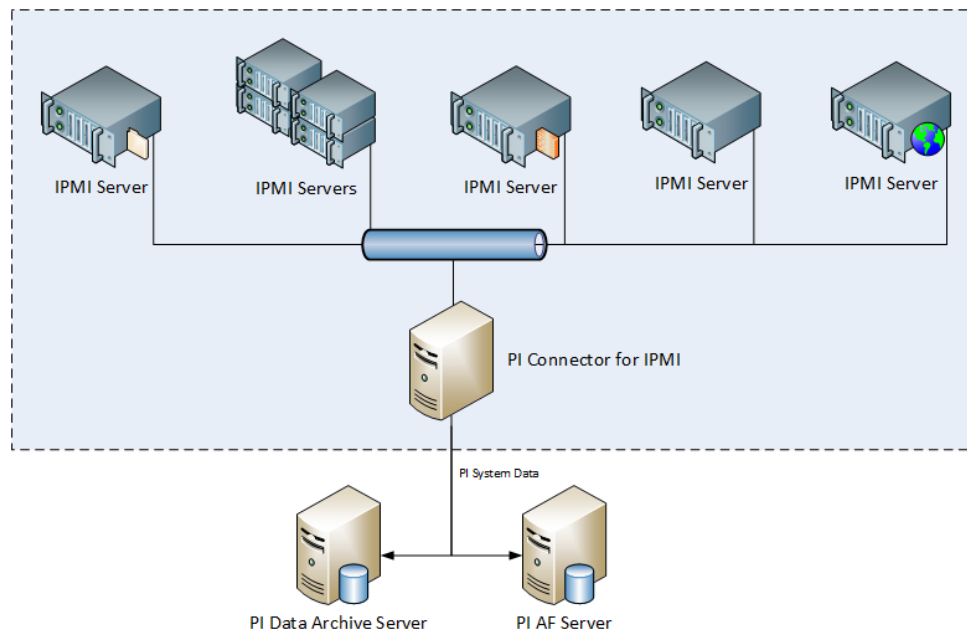 IPMI Server
IPMI Servers
IPMI Server
IPMI Server
IPMI Server
PI Connector for IPMI
PI System Data
PI Data Archive Server
PI AF Server